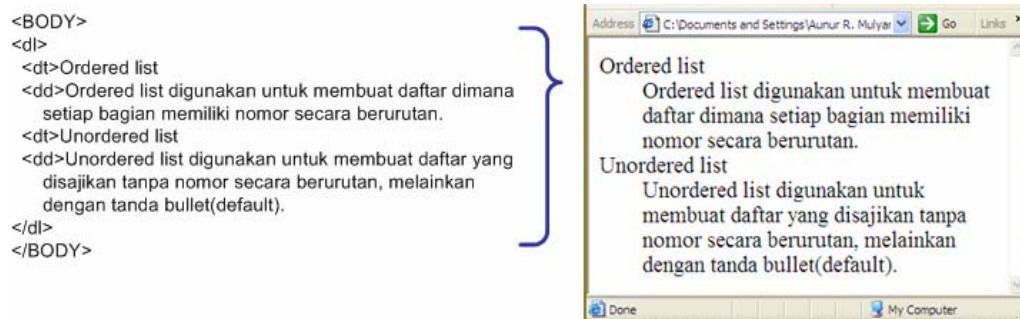 <BODY>
<dl>
<dt>Ordered list
<dd>Ordered list digunakan untuk membuat daftar dimana
setiap bagian memiliki nomor secara berurutan.
<dt>Unordered list
<dd>Unordered list digunakan untuk membuat daftar yang
disajikan tanpa nomor secara berurutan, melainkan
dengan tanda bullet(default).
</dl>
</BODY>
Address C:\Documents and Settings\Aunur R. Mulyar Go Links
Ordered list
Ordered list digunakan untuk membuat
daftar dimana setiap bagian memiliki
nomor secara berurutan.
Unordered list
Unordered list digunakan untuk
membuat daftar yang disajikan tanpa
nomor secara berurutan, melainkan
dengan tanda bullet(default).
Done My Computer